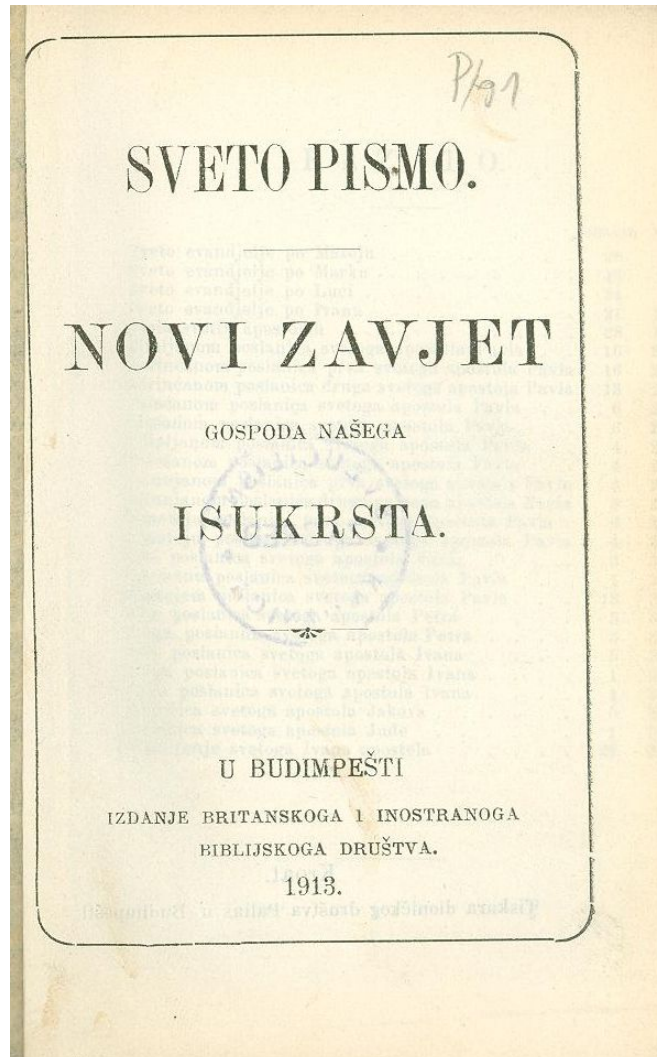 P/91
SVETO PISMO.
NOVI ZAVJET
GOSPODA NAŠEGA
ISUKRSTA.
U BUDIMPEŠTI
IZDANJE BRITANSKOGA I INOSTRANOGA
BIBLIJSKOGA DRUŠTVA.
1913.